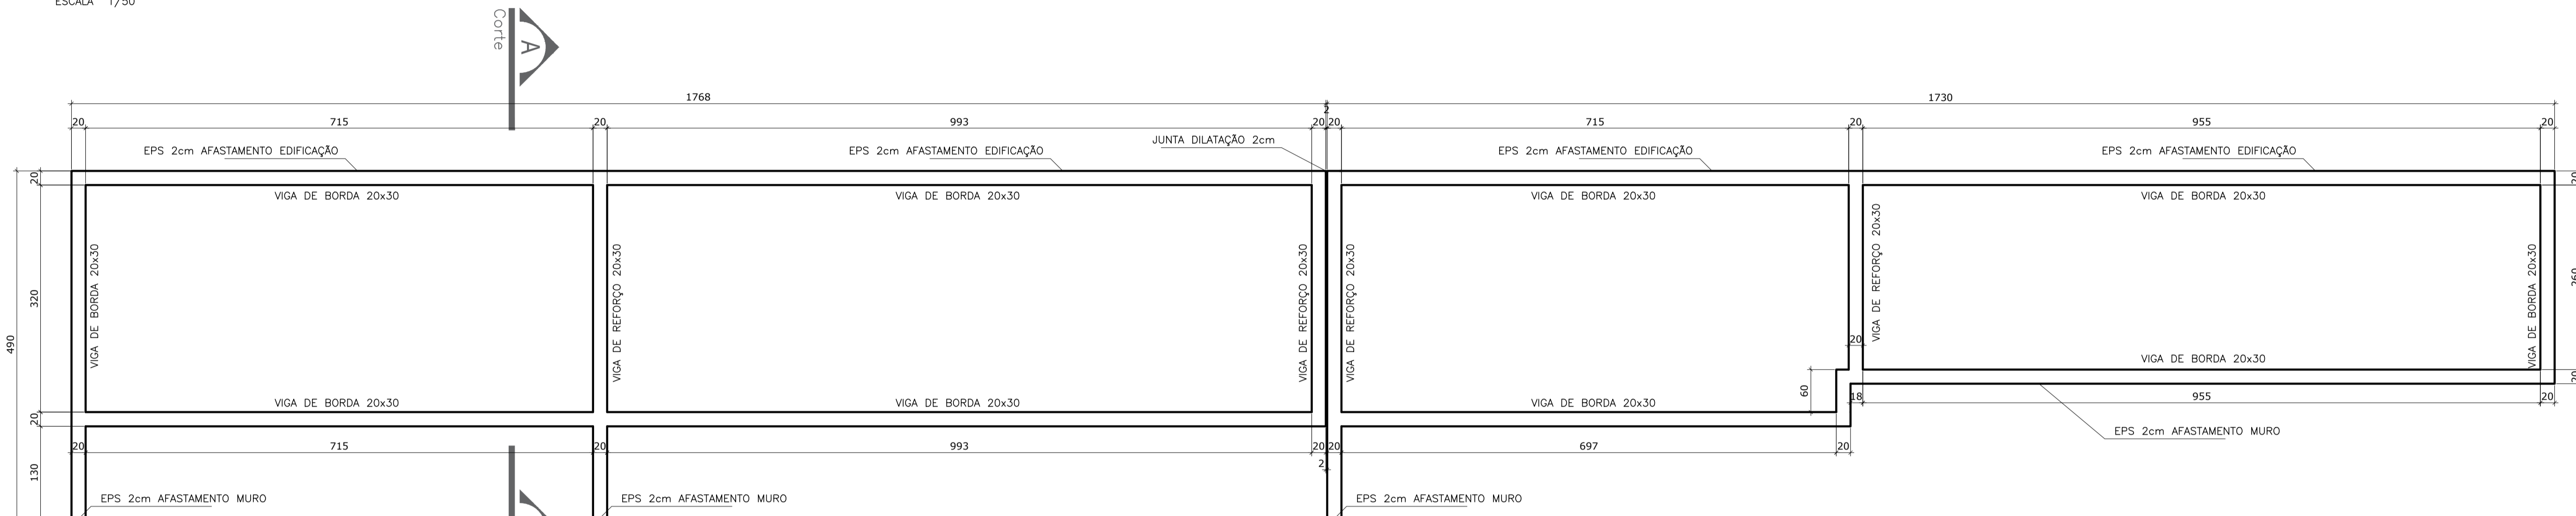 ESCALA 1/50
Corte
A
1768
2
1730
20
715
20
993
20
20
715
20
955
20
JUNTA DILATAÇÃO 2cm
EPS 2cm AFASTAMENTO EDIFICAÇÃO
EPS 2cm AFASTAMENTO EDIFICAÇÃO
EPS 2cm AFASTAMENTO EDIFICAÇÃO
EPS 2cm AFASTAMENTO EDIFICAÇÃO
20
20
VIGA DE BORDA 20x30
VIGA DE BORDA 20x30
VIGA DE BORDA 20x30
VIGA DE BORDA 20x30
490
320
VIGA DE BORDA 20x30
VIGA DE REFORÇO 20x30
VIGA DE REFORÇO 20x30
VIGA DE REFORÇO 20x30
VIGA DE REFORÇO 20x30
VIGA DE BORDA 20x30
260
20
VIGA DE BORDA 20x30
20
60
18
955
20
20
VIGA DE BORDA 20x30
VIGA DE BORDA 20x30
VIGA DE BORDA 20x30
EPS 2cm AFASTAMENTO MURO
20
715
20
993
20
20
697
20
2
130
EPS 2cm AFASTAMENTO MURO
EPS 2cm AFASTAMENTO MURO
EPS 2cm AFASTAMENTO MURO